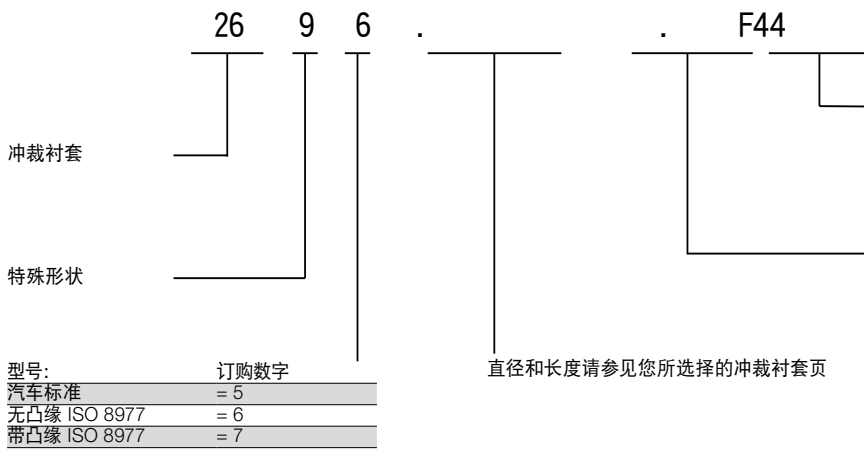 26 9 6 . . F44
冲裁衬套
特殊形状
型号: 订购数字
直径和长度请参见您所选择的冲裁衬套页
汽车标准 = 5
无凸缘 ISO 8977 = 6
带凸缘 ISO 8977 = 7